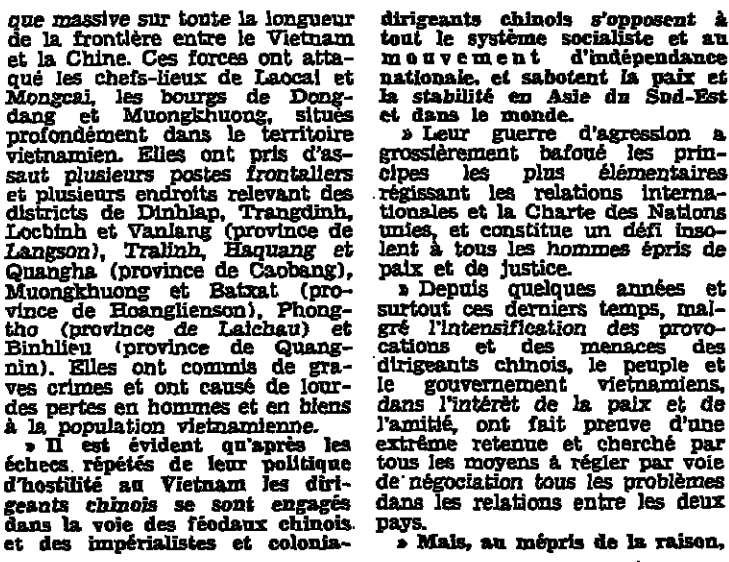 que massive sur toute la longueur
de la frontière entre le Vietnam
et la Chine. Ces forces ont atta-
qué les chefs-lieux de Laocai et
Mongcai, les bourgs de Dong-
dang et Muongkhuong, situés
profondément dans le territoire
vietnamien. Elles ont pris d'as-
saut plusieurs postes frontaliers
et plusieurs endroits relevant des
districts de Dinhlap, Trangdinh,
Locbinh et Vanlang (province de
Langson), Tralinh, Haquang et
Quangha (province de Caobang),
Muongkhuong et Batxat (pro-
vince de Hoanglienson), Phong-
tho (province de Laichau) et
Binhlieu (province de Quang-
nin). Elles ont commis de gra-
ves crimes et ont causé de lour-
des pertes en hommes et en biens
à la population vietnamienne.
» Il est évident qu'après les
échecs répétés de leur politique
d'hostilité au Vietnam les diri-
geants chinois se sont engagés
dans la voie des féodaux chinois
et des impérialistes et colonia-
dirigeants chinois s'opposent à
tout le système socialiste et au
mouvement d'indépendance
nationale, et sabotent la paix et
la stabilité en Asie du Sud-Est
et dans le monde.
» Leur guerre d'agression a
grossièrement bafoué les prin-
cipes les plus élémentaires
régissant les relations interna-
tionales et la Charte des Nations
unies, et constitue un défi inso-
lent à tous les hommes épris de
paix et de justice.
» Depuis quelques années et
surtout ces derniers temps, mal-
gré l'intensification des provo-
cations et des menaces des
dirigeants chinois, le peuple et
le gouvernement vietnamiens,
dans l'intérêt de la paix et de
l'amitié, ont fait preuve d'une
extrême retenue et cherché par
tous les moyens à régler par voie
de négociation tous les problèmes
dans les relations entre les deux
pays.
» Mais, au mépris de la raison,